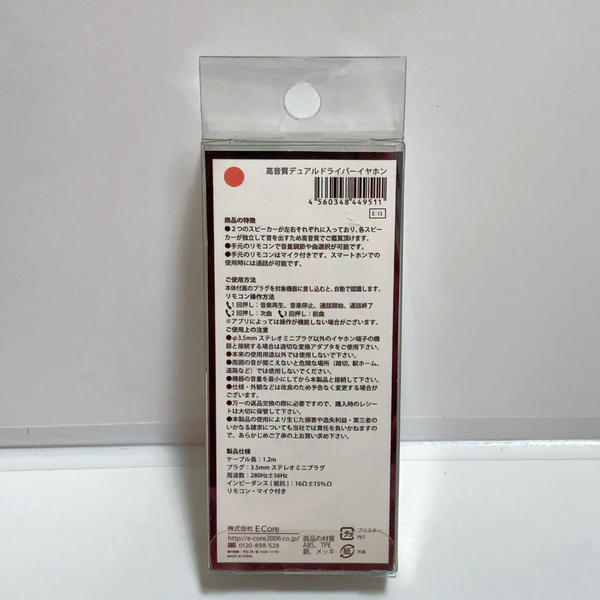 高音質デュアルドライバーイヤホン
4 560348 449511
E-13
商品の特徴
●2つのスピーカーが左右それぞれに入っており、各スピー
カーが独立して音を出すため高音質でご鑑賞頂けます。
●手元のリモコンで音量調節や曲選択が可能です。
●手元のリモコンはマイク付きです。スマートホンでの
使用時には通話が可能です。
ご使用方法
本体付属のプラグを対象機器に差し込むと、自動で認識します。
リモコン操作方法
1回押し：音楽再生、音楽停止、通話開始、通話終了
2回押し：次曲 3回押し：前曲
※アプリによっては操作が機能しない場合がございます。
ご使用上の注意
●φ3.5mm ステレオミニプラグ以外のイヤホン端子の機
器と接続する場合は適切な変換アダプタをご使用下さい。
●本来の使用用途以外では使用しないで下さい。
●周囲の音が聞こえないと危険な場所（踏切、駅ホーム、
道路など）では使用しないでください。
●機器の音量を最小にしてから本製品と接続して下さい。
●仕様・外観などは改良のため予告なく変更する場合が
ございます。
●万一の返品交換の際に必要ですので、購入時のレシー
トは大切に保管して下さい。
●本製品の使用により生じた損害や逸失利益・第三者の
いかなる請求についても当社では責任を負いかねますの
で、あらかじめご了承の上お買い求め下さい。
製品仕様
ケーブル長：1.2m
プラグ：3.5mm ステレオミニプラグ
周波数：280Hz±56Hz
インピーダンス(抵抗)：16Ω±15%Ω
リモコン・マイク付き
株式会社 E Core
http://e-core2006.co.jp/
0120-898-528
MADE IN CHINA
商品の材質
ABS、TPE
銅、メッキ
プラ
ブリスター
PET
紙
外装